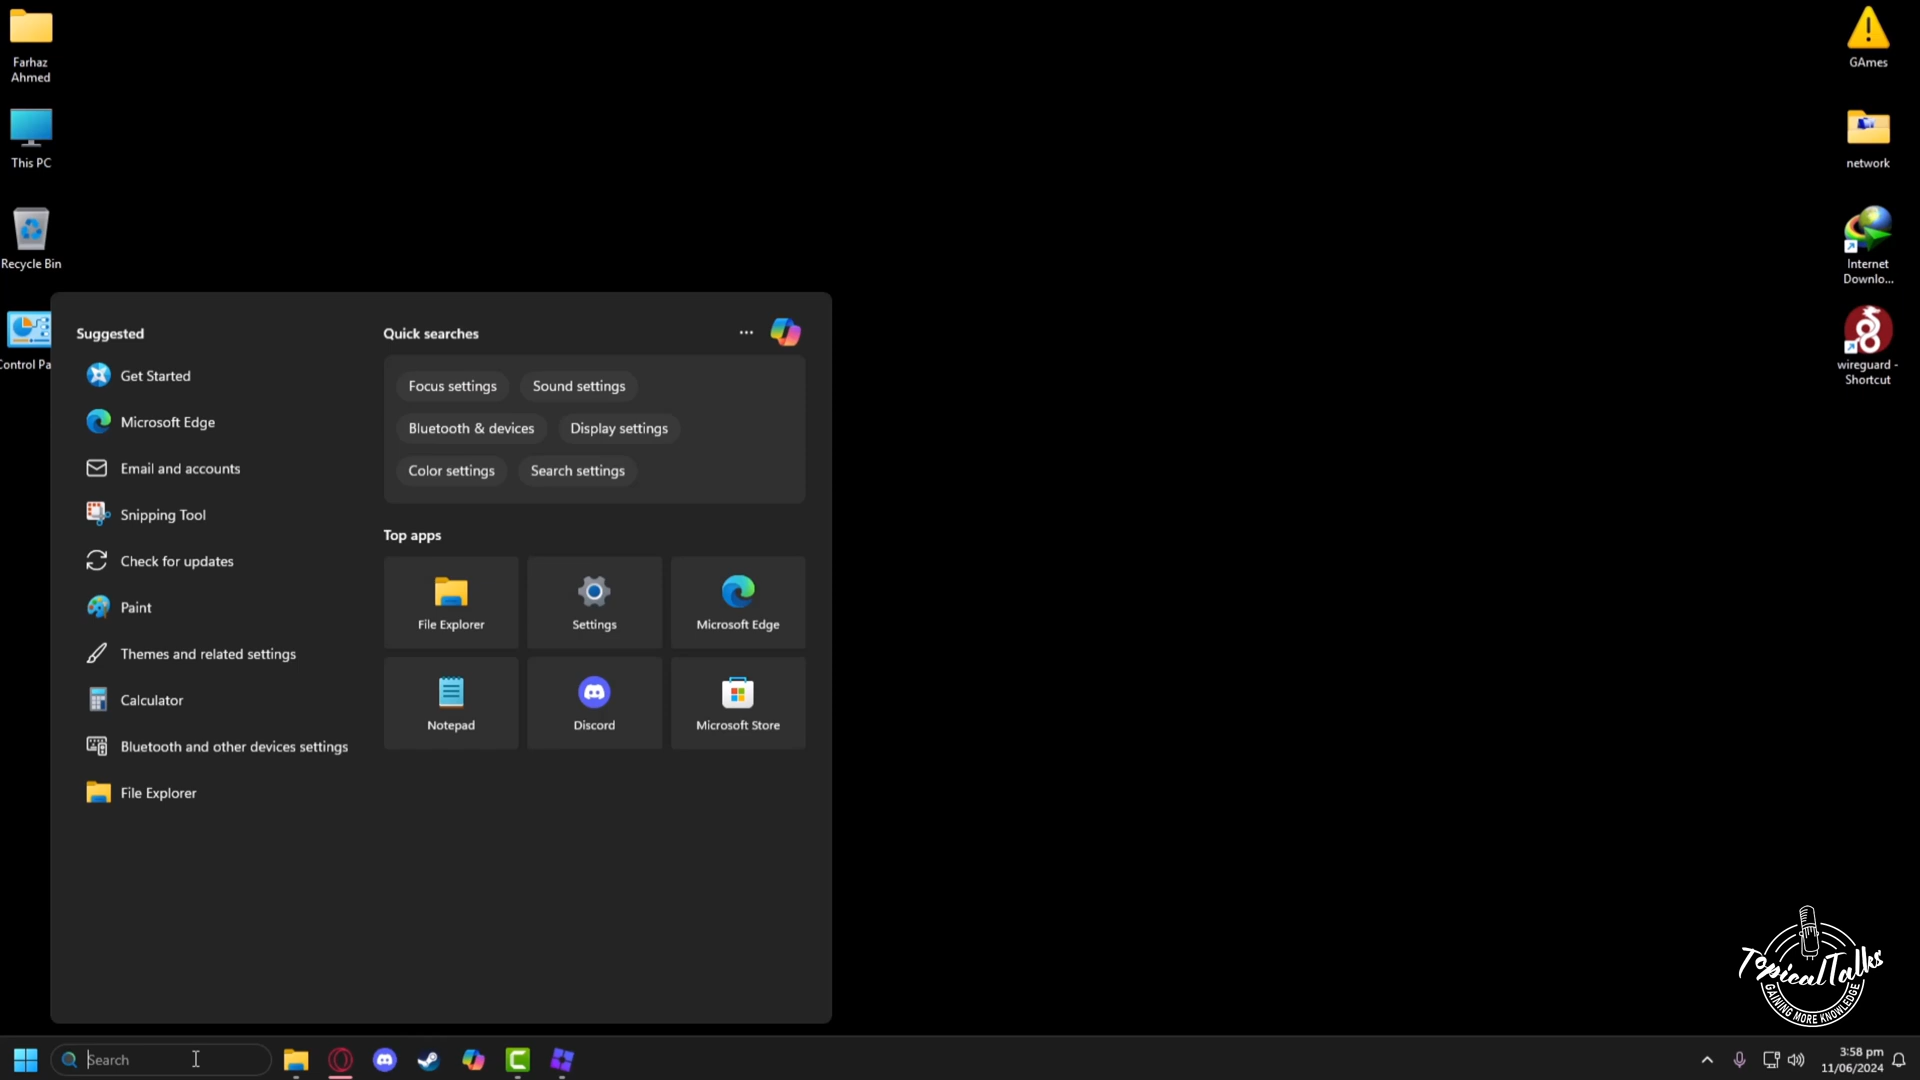 Farhaz
Ahmed
This PC
Recycle Bin
Control Pa
GAmes
network
Internet
Downlo...
wireguard -
Shortcut
Suggested
Get Started
Microsoft Edge
Email and accounts
Snipping Tool
Check for updates
Paint
Themes and related settings
Calculator
Bluetooth and other devices settings
File Explorer
Quick searches
Focus settings
Sound settings
Bluetooth & devices
Display settings
Color settings
Search settings
Top apps
File Explorer
Settings
Microsoft Edge
Notepad
Discord
Microsoft Store
TopicalTalks
GAINING MORE KNOWLEDGE
Search
3:58 pm
11/06/2024